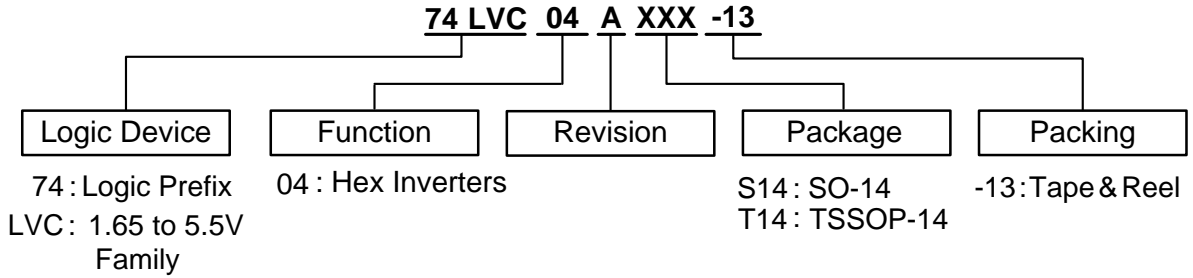 74 LVC 04 A XXX -13
Logic Device Function Revision Package Packing
74 : Logic Prefix 04 : Hex Inverters S14 : SO-14 -13 : Tape & Reel
LVC : 1.65 to 5.5V T14 : TSSOP-14
Family